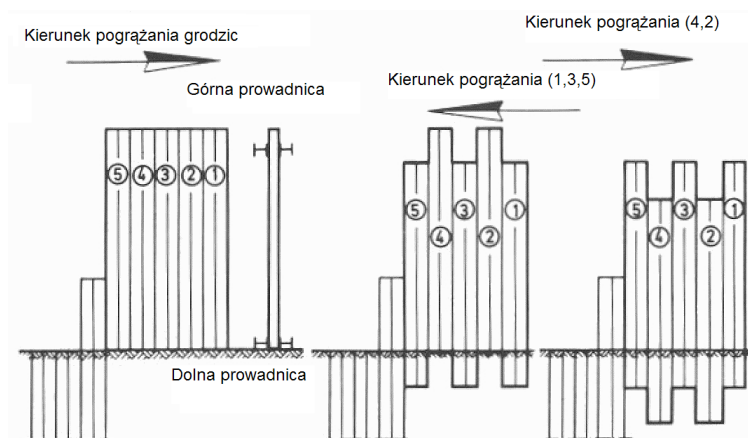 Kierunek pogrążania grodzic
Górna prowadnica
5 4 3 2 1
Dolna prowadnica
Kierunek pogrążania (1,3,5)
5 3 1
4 2
Kierunek pogrążania (4,2)
5 3 1
4 2